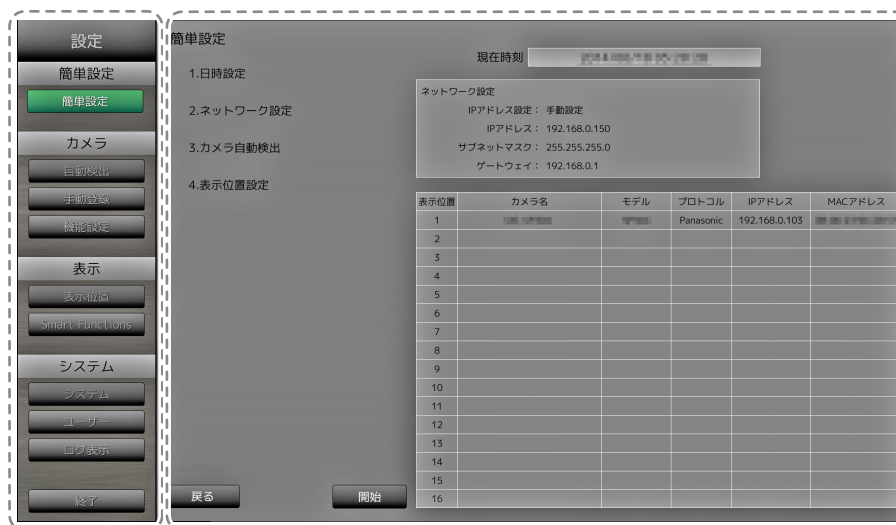 設定
簡単設定
簡単設定
カメラ
自動検出
手動登録
機能設定
表示
表示位置
Smart Functions
システム
システム
ユーザー
ログ表示
終了
簡単設定
1.日時設定
2.ネットワーク設定
3.カメラ自動検出
4.表示位置設定
戻る
開始
現在時刻
ネットワーク設定
IPアドレス設定： 手動設定
IPアドレス： 192.168.0.150
サブネットマスク： 255.255.255.0
ゲートウェイ： 192.168.0.1
表示位置 カメラ名 モデル プロトコル IPアドレス MACアドレス
1 Panasonic 192.168.0.103
2
3
4
5
6
7
8
9
10
11
12
13
14
15
16